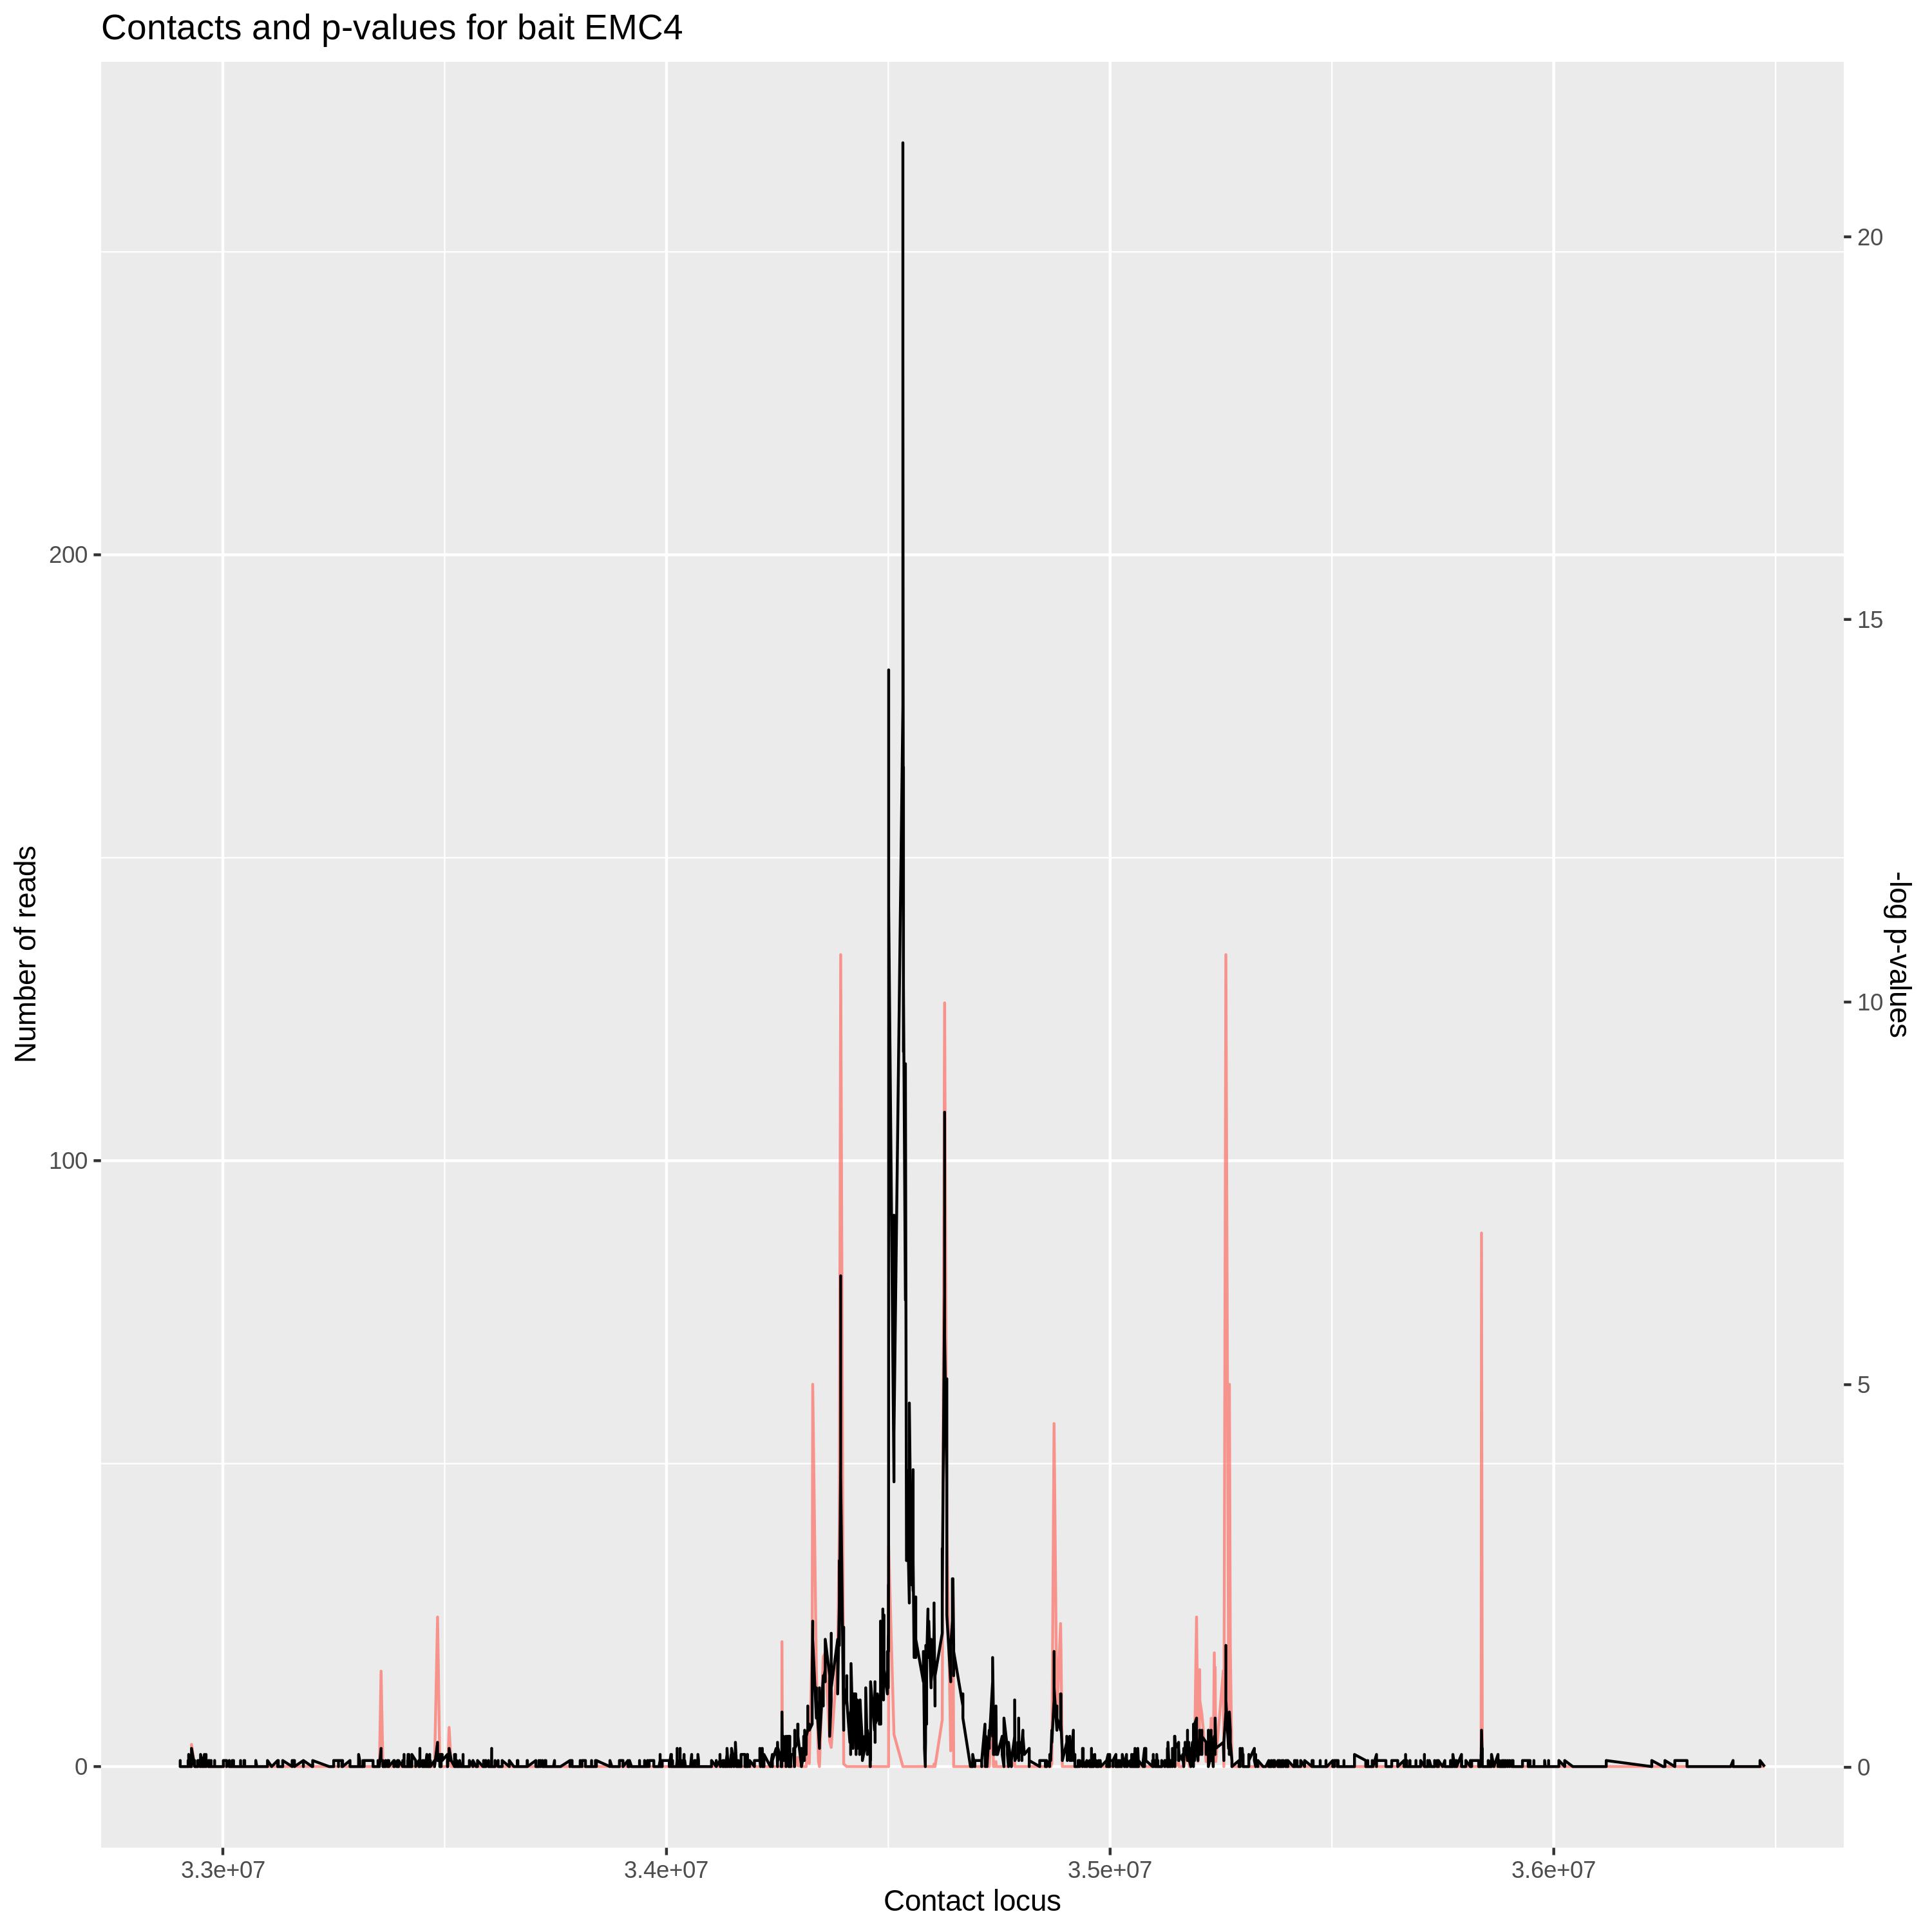 Contacts and p-values for bait EMC4
Number of reads
200
100
0
20
15
10
5
0
-log p-values
3.3e+07
3.4e+07
3.5e+07
3.6e+07
Contact locus